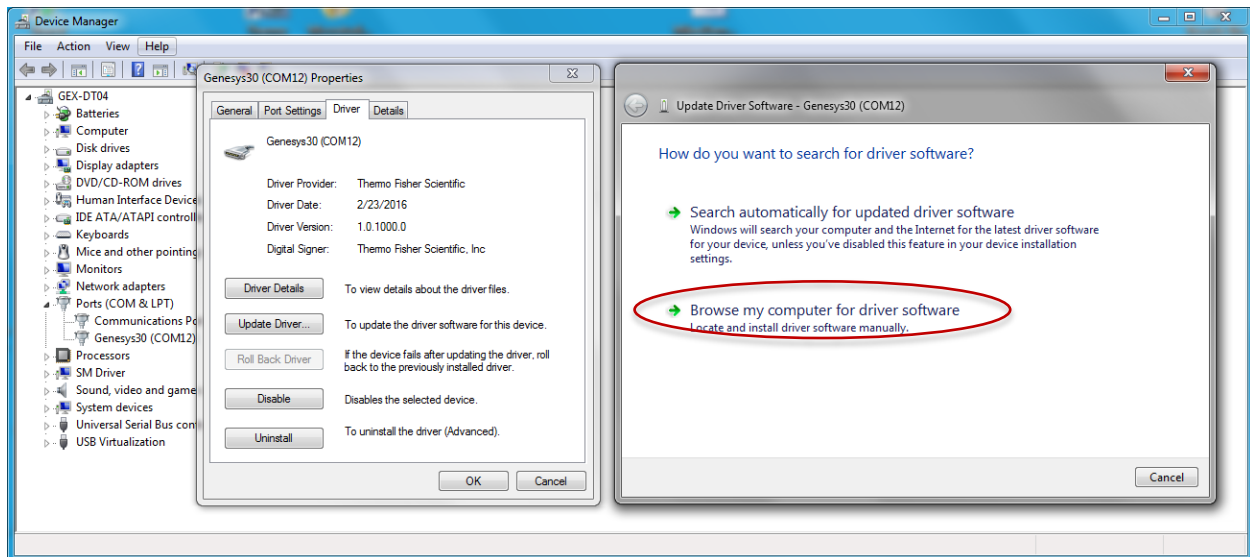 Device Manager
File Action View Help
GEX-DT04
Batteries
Computer
Disk drives
Display adapters
DVD/CD-ROM drives
Human Interface Device
IDE ATA/ATAPI controll
Keyboards
Mice and other pointing
Monitors
Network adapters
Ports (COM & LPT)
Communications Po
Genesys30 (COM12)
Processors
SM Driver
Sound, video and game
System devices
Universal Serial Bus con
USB Virtualization
Genesys30 (COM12) Properties
General Port Settings Driver Details
Genesys30 (COM12)
Driver Provider: Thermo Fisher Scientific
Driver Date: 2/23/2016
Driver Version: 1.0.1000.0
Digital Signer: Thermo Fisher Scientific, Inc
Driver Details To view details about the driver files.
Update Driver... To update the driver software for this device.
Roll Back Driver If the device fails after updating the driver, roll
back to the previously installed driver.
Disable Disables the selected device.
Uninstall To uninstall the driver (Advanced).
OK Cancel
Update Driver Software - Genesys30 (COM12)
How do you want to search for driver software?
Search automatically for updated driver software
Windows will search your computer and the Internet for the latest driver software
for your device, unless you've disabled this feature in your device installation
settings.
Browse my computer for driver software
Locate and install driver software manually.
Cancel